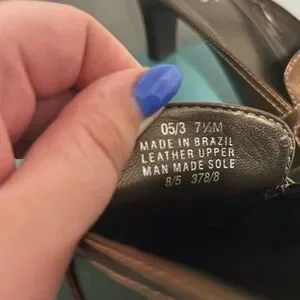 05/3 7½M
MADE IN BRAZIL
LEATHER UPPER
MAN MADE SOLE
8/5 378/8